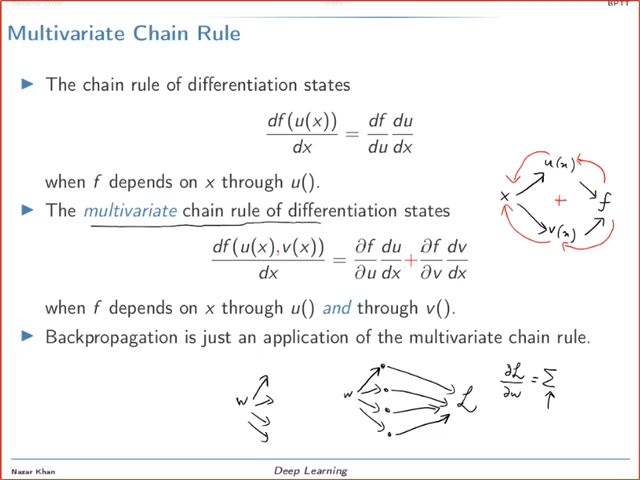 BPTT
Multivariate Chain Rule
▶ The chain rule of differentiation states
df(u(x))/dx = df/du du/dx
when f depends on x through u().
▶ The multivariate chain rule of differentiation states
df(u(x),v(x))/dx = ∂f/∂u du/dx + ∂f/∂v dv/dx
when f depends on x through u() and through v().
▶ Backpropagation is just an application of the multivariate chain rule.
u(x)
x + f
v(x)
w
w ℒ
∂ℒ/∂w = Σ
Nazar Khan Deep Learning